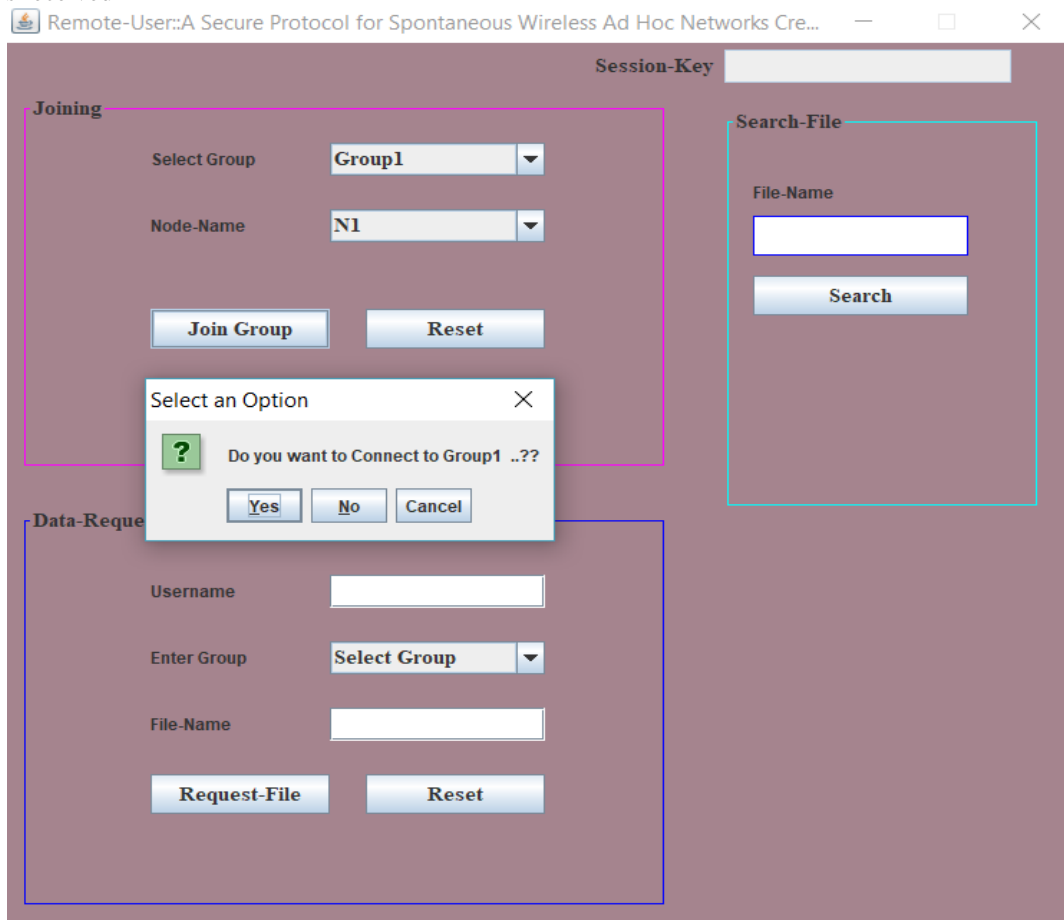 Remote-User::A Secure Protocol for Spontaneous Wireless Ad Hoc Networks Cre...
Session-Key
Joining
Select Group Group1
Node-Name N1
Join Group Reset
Search-File
File-Name
Search
Select an Option
Do you want to Connect to Group1 ..??
Yes No Cancel
Data-Reque
Username
Enter Group Select Group
File-Name
Request-File Reset